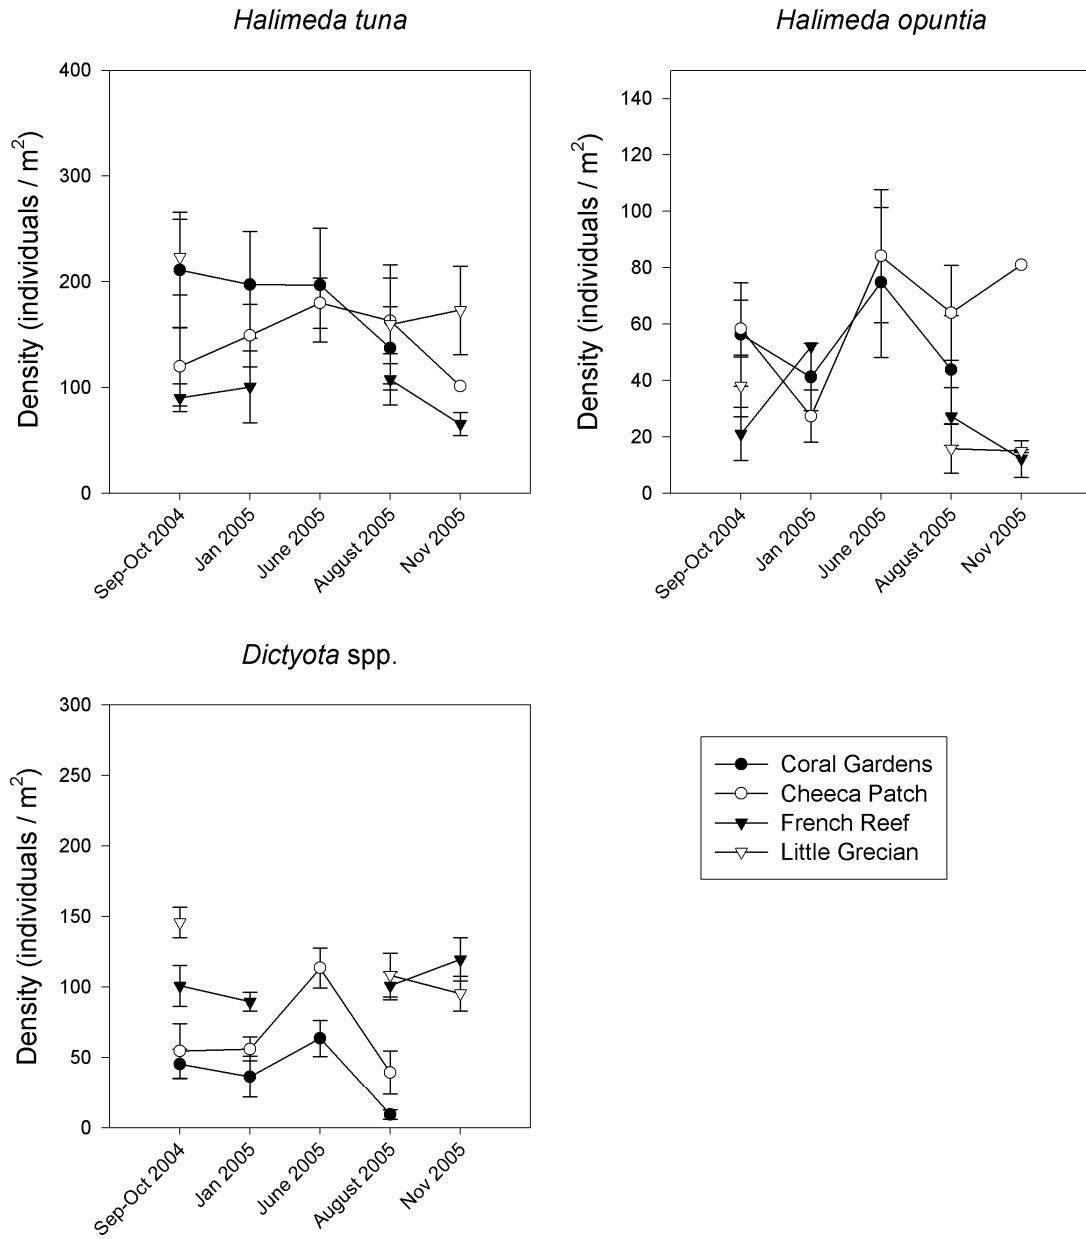 Halimeda tuna
Density (individuals / m²)
400
300
200
100
0
Sep-Oct 2004
Jan 2005
June 2005
August 2005
Nov 2005
Halimeda opuntia
Density (individuals / m²)
140
120
100
80
60
40
20
0
Sep-Oct 2004
Jan 2005
June 2005
August 2005
Nov 2005
Dictyota spp.
Density (individuals / m²)
300
250
200
150
100
50
0
Sep-Oct 2004
Jan 2005
June 2005
August 2005
Nov 2005
Coral Gardens
Cheeca Patch
French Reef
Little Grecian